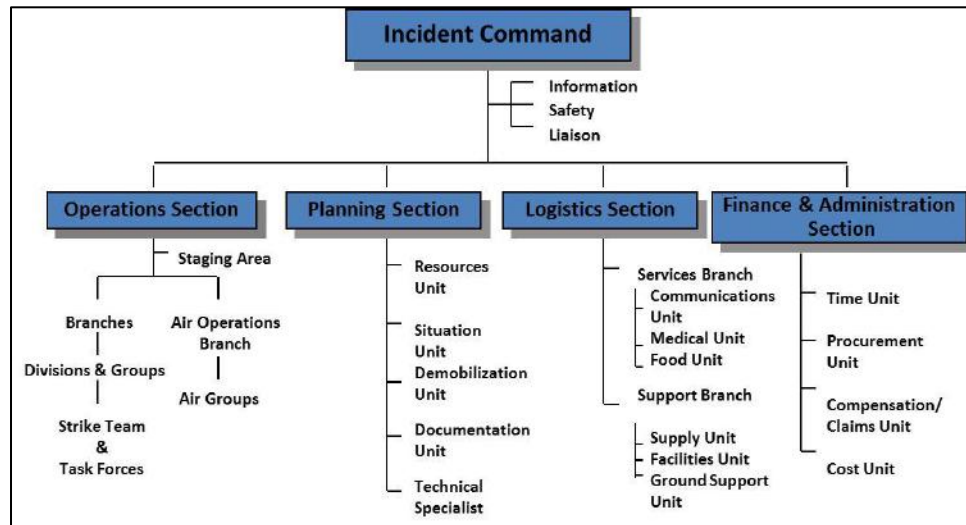 Incident Command
Information
Safety
Liaison
Operations Section
Planning Section
Logistics Section
Finance & Administration
Section
Staging Area
Branches
Air Operations
Branch
Divisions & Groups
Air Groups
Strike Team
&
Task Forces
Resources
Unit
Situation
Unit
Demobilization
Unit
Documentation
Unit
Technical
Specialist
Services Branch
Communications
Unit
Medical Unit
Food Unit
Support Branch
Supply Unit
Facilities Unit
Ground Support
Unit
Time Unit
Procurement
Unit
Compensation/
Claims Unit
Cost Unit